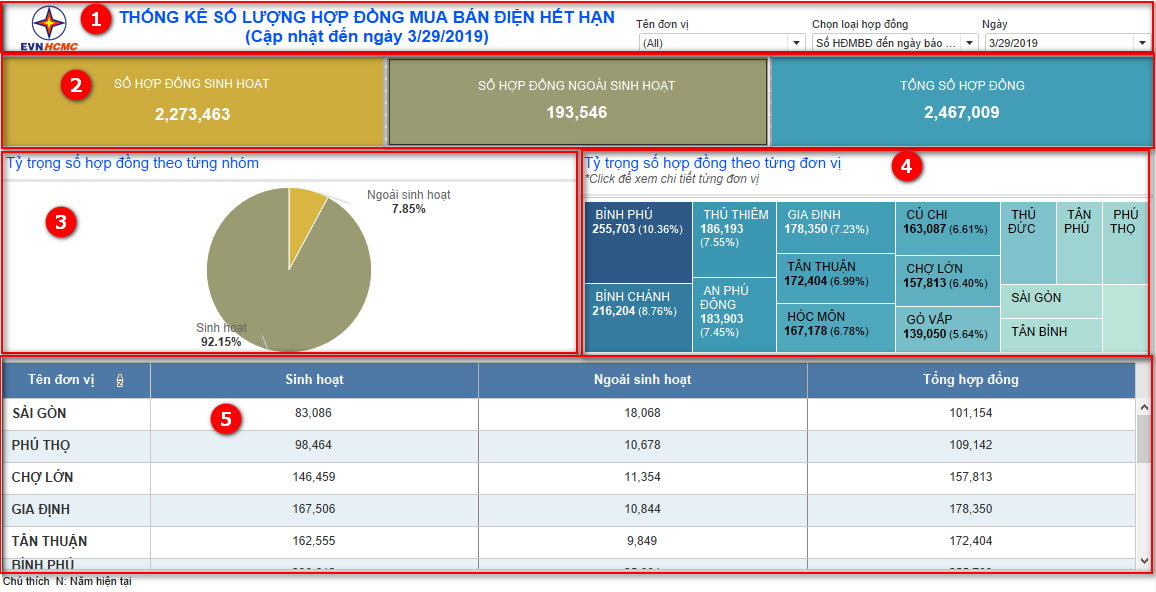 1
EVNHCMC
THỐNG KÊ SỐ LƯỢNG HỢP ĐỒNG MUA BÁN ĐIỆN HẾT HẠN
(Cập nhật đến ngày 3/29/2019)
Tên đơn vị
(All)
Chọn loại hợp đồng
Số HĐMBĐ đến ngày báo ...
Ngày
3/29/2019
2
SỐ HỢP ĐỒNG SINH HOẠT
2,273,463
SỐ HỢP ĐỒNG NGOÀI SINH HOẠT
193,546
TỔNG SỐ HỢP ĐỒNG
2,467,009
Tỷ trọng số hợp đồng theo từng nhóm
3
Ngoài sinh hoạt
7.85%
Sinh hoạt
92.15%
Tỷ trọng số hợp đồng theo từng đơn vị
4
*Click để xem chi tiết từng đơn vị
BÌNH PHÚ
255,703 (10.36%)
BÌNH CHÁNH
216,204 (8.76%)
THỦ THIÊM
186,193
(7.55%)
AN PHÚ
ĐÔNG
183,903
(7.45%)
GIA ĐỊNH
178,350 (7.23%)
TÂN THUẬN
172,404 (6.99%)
HÓC MÔN
167,178 (6.78%)
CỦ CHI
163,087 (6.61%)
CHỢ LỚN
157,813 (6.40%)
GÒ VẤP
139,050 (5.64%)
THỦ
ĐỨC
TÂN
PHÚ
PHÚ
THỌ
SÀI GÒN
TÂN BÌNH
5
Tên đơn vị Sinh hoạt Ngoài sinh hoạt Tổng hợp đồng
SÀI GÒN 83,086 18,068 101,154
PHÚ THỌ 98,464 10,678 109,142
CHỢ LỚN 146,459 11,354 157,813
GIA ĐỊNH 167,506 10,844 178,350
TÂN THUẬN 162,555 9,849 172,404
BÌNH PHÚ
Chú thích N: Năm hiện tại